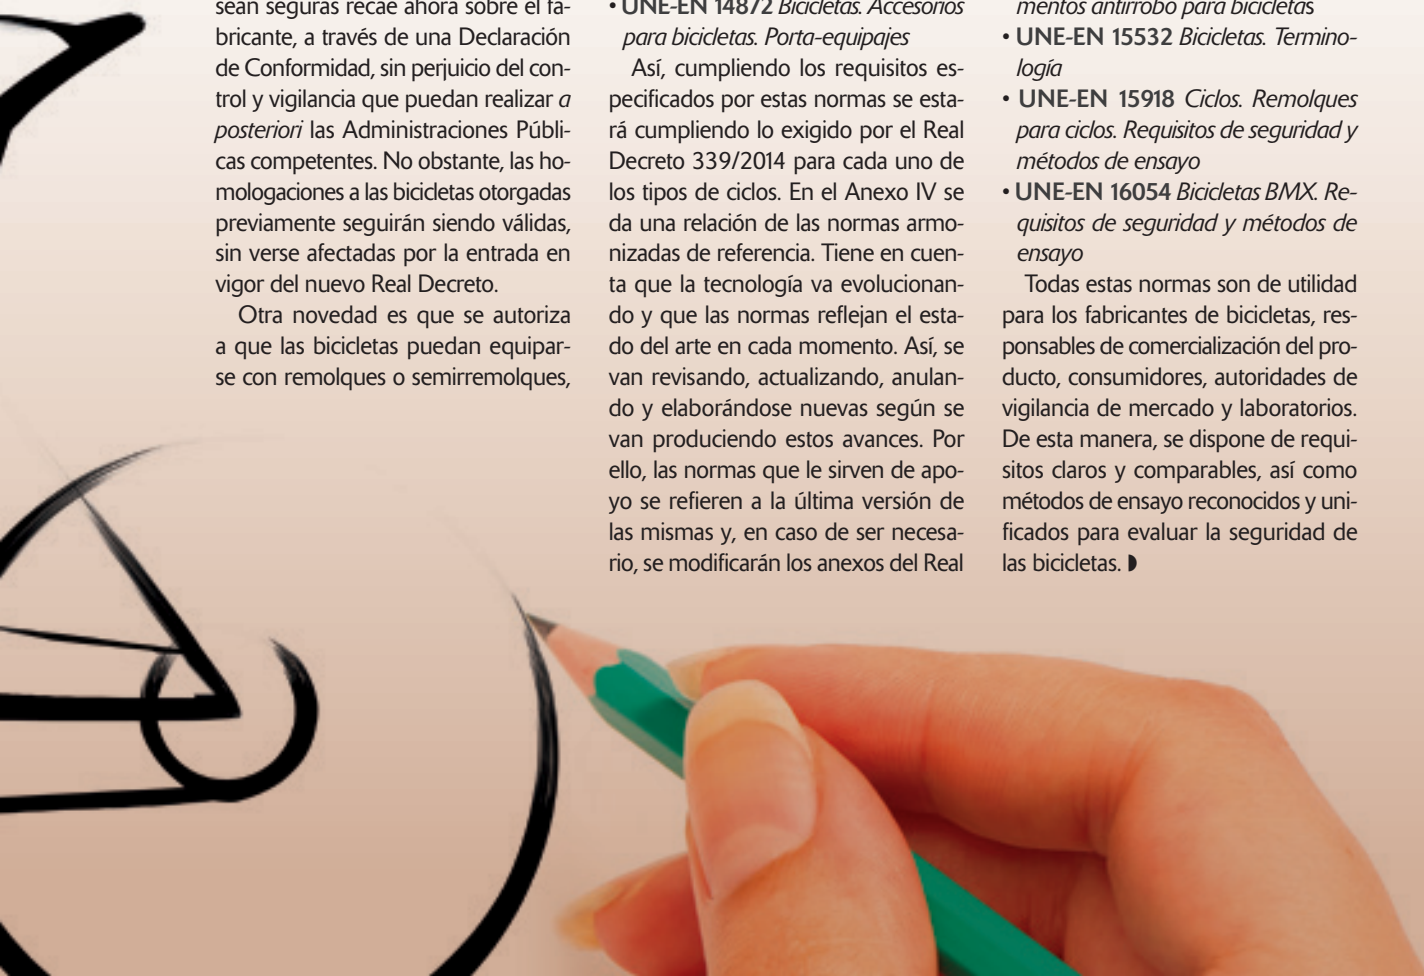 sean seguras recae ahora sobre el fa-
bricante, a través de una Declaración
de Conformidad, sin perjuicio del con-
trol y vigilancia que puedan realizar a
posteriori las Administraciones Públi-
cas competentes. No obstante, las ho-
mologaciones a las bicicletas otorgadas
previamente seguirán siendo válidas,
sin verse afectadas por la entrada en
vigor del nuevo Real Decreto.
Otra novedad es que se autoriza
a que las bicicletas puedan equipar-
se con remolques o semirremolques,
• UNE-EN 14872 Bicicletas. Accesorios
para bicicletas. Porta-equipajes
Así, cumpliendo los requisitos es-
pecificados por estas normas se esta-
rá cumpliendo lo exigido por el Real
Decreto 339/2014 para cada uno de
los tipos de ciclos. En el Anexo IV se
da una relación de las normas armo-
nizadas de referencia. Tiene en cuen-
ta que la tecnología va evolucionan-
do y que las normas reflejan el esta-
do del arte en cada momento. Así, se
van revisando, actualizando, anulan-
do y elaborándose nuevas según se
van produciendo estos avances. Por
ello, las normas que le sirven de apo-
yo se refieren a la última versión de
las mismas y, en caso de ser necesa-
rio, se modificarán los anexos del Real
mentos antirrobo para bicicletas
• UNE-EN 15532 Bicicletas. Termino-
logía
• UNE-EN 15918 Ciclos. Remolques
para ciclos. Requisitos de seguridad y
métodos de ensayo
• UNE-EN 16054 Bicicletas BMX. Re-
quisitos de seguridad y métodos de
ensayo
Todas estas normas son de utilidad
para los fabricantes de bicicletas, res-
ponsables de comercialización del pro-
ducto, consumidores, autoridades de
vigilancia de mercado y laboratorios.
De esta manera, se dispone de requi-
sitos claros y comparables, así como
métodos de ensayo reconocidos y uni-
ficados para evaluar la seguridad de
las bicicletas.